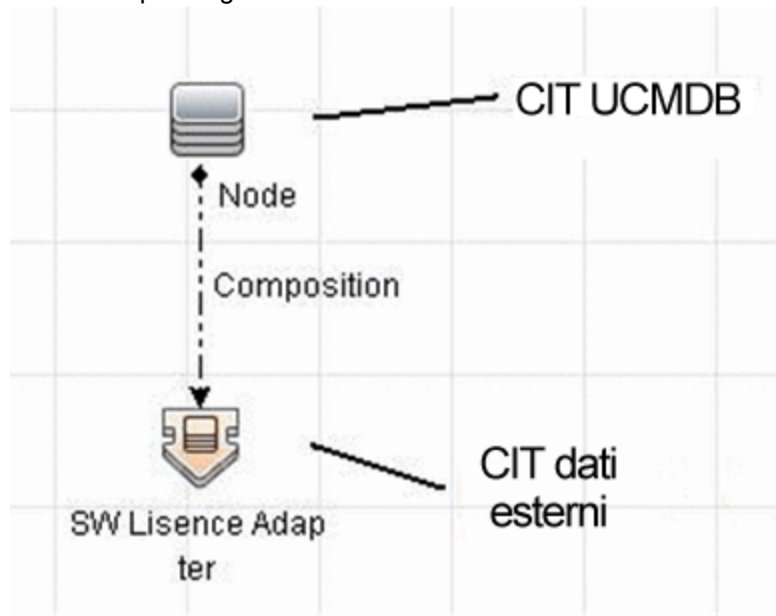 CIT UCMDB
Node
Composition
CIT dati
esterni
SW Lisence Adap
ter